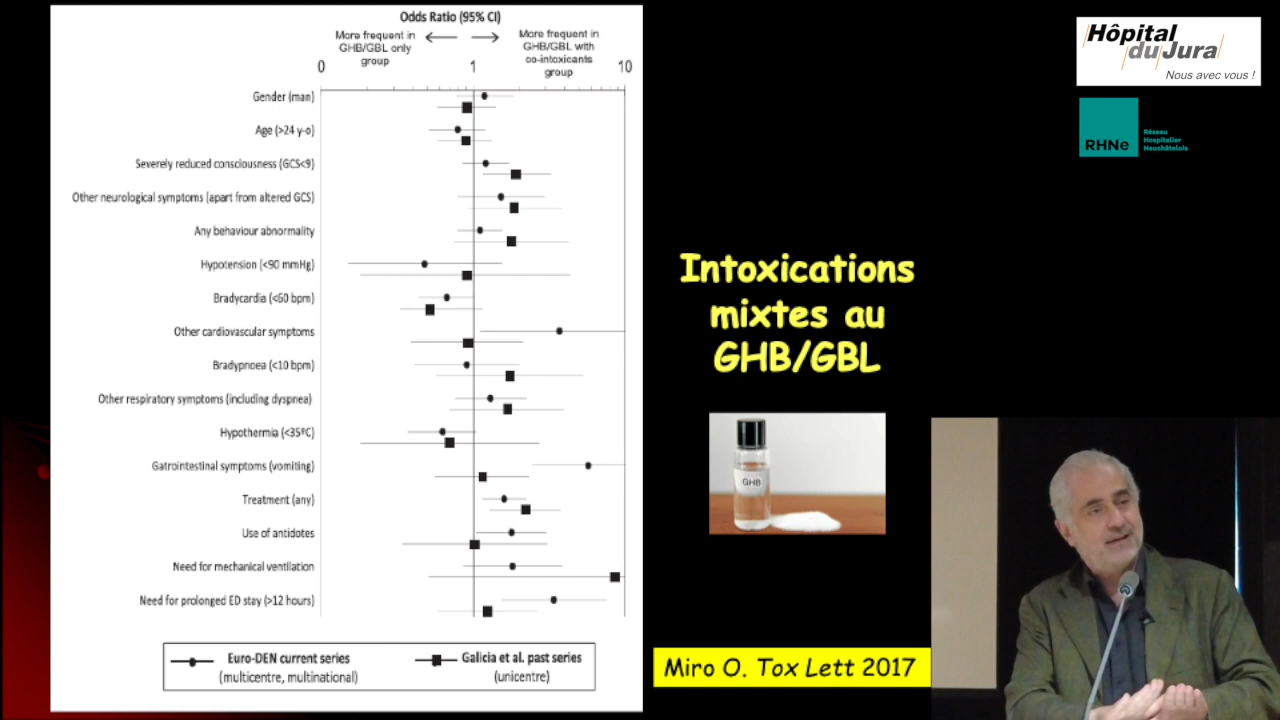 Odds Ratio (95% CI)
More frequent in
GHB/GBL only
group
More frequent in
GHB/GBL with
co-intoxicants
group
0
1
10
Gender (man)
Age (>24 y-o)
Severely reduced consciousness (GCS<9)
Other neurological symptoms (apart from altered GCS)
Any behaviour abnormality
Hypotension (<90 mmHg)
Bradycardia (<60 bpm)
Other cardiovascular symptoms
Bradypnoea (<10 bpm)
Other respiratory symptoms (including dyspnea)
Hypothermia (<35ºC)
Gatrointestinal symptoms (vomiting)
Treatment (any)
Use of antidotes
Need for mechanical ventilation
Need for prolonged ED stay (>12 hours)
Euro-DEN current series
(multicentre, multinational)
Galicia et al. past series
(unicentre)
Intoxications
mixtes au
GHB/GBL
GHB
Miro O. Tox Lett 2017
Hôpital
du Jura
Nous avec vous !
RHNe
Réseau
Hospitalier
Neuchâtelois